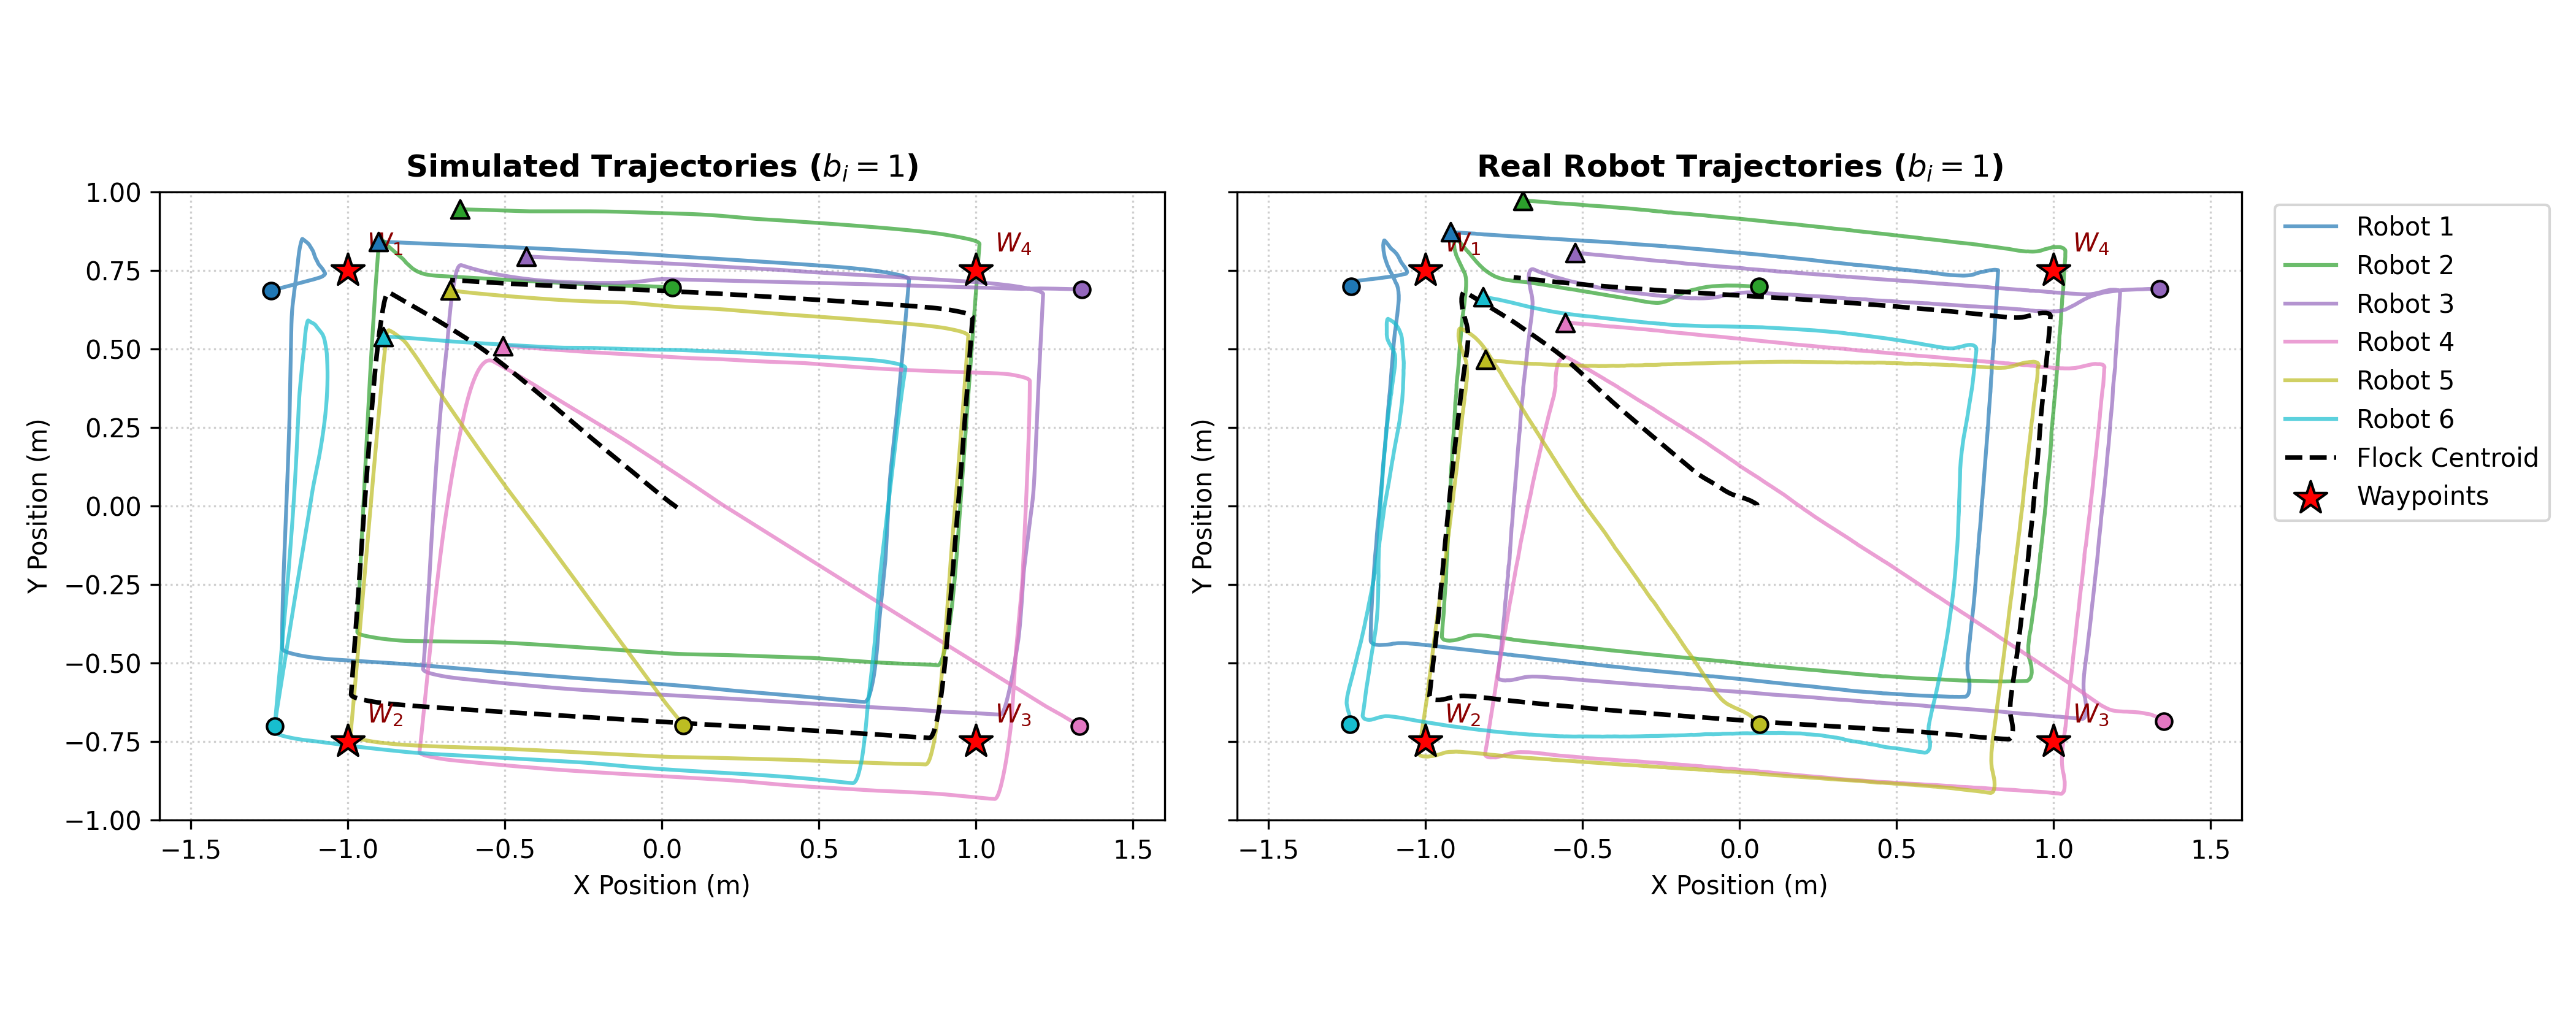 Simulated Trajectories (b_i = 1)
Real Robot Trajectories (b_i = 1)
1.00
0.75
0.50
0.25
0.00
−0.25
−0.50
−0.75
−1.00
Y Position (m)
W_1
W_4
W_2
W_3
−1.5
−1.0
−0.5
0.0
0.5
1.0
1.5
X Position (m)
Y Position (m)
W_1
W_4
W_2
W_3
−1.5
−1.0
−0.5
0.0
0.5
1.0
1.5
X Position (m)
Robot 1
Robot 2
Robot 3
Robot 4
Robot 5
Robot 6
Flock Centroid
Waypoints